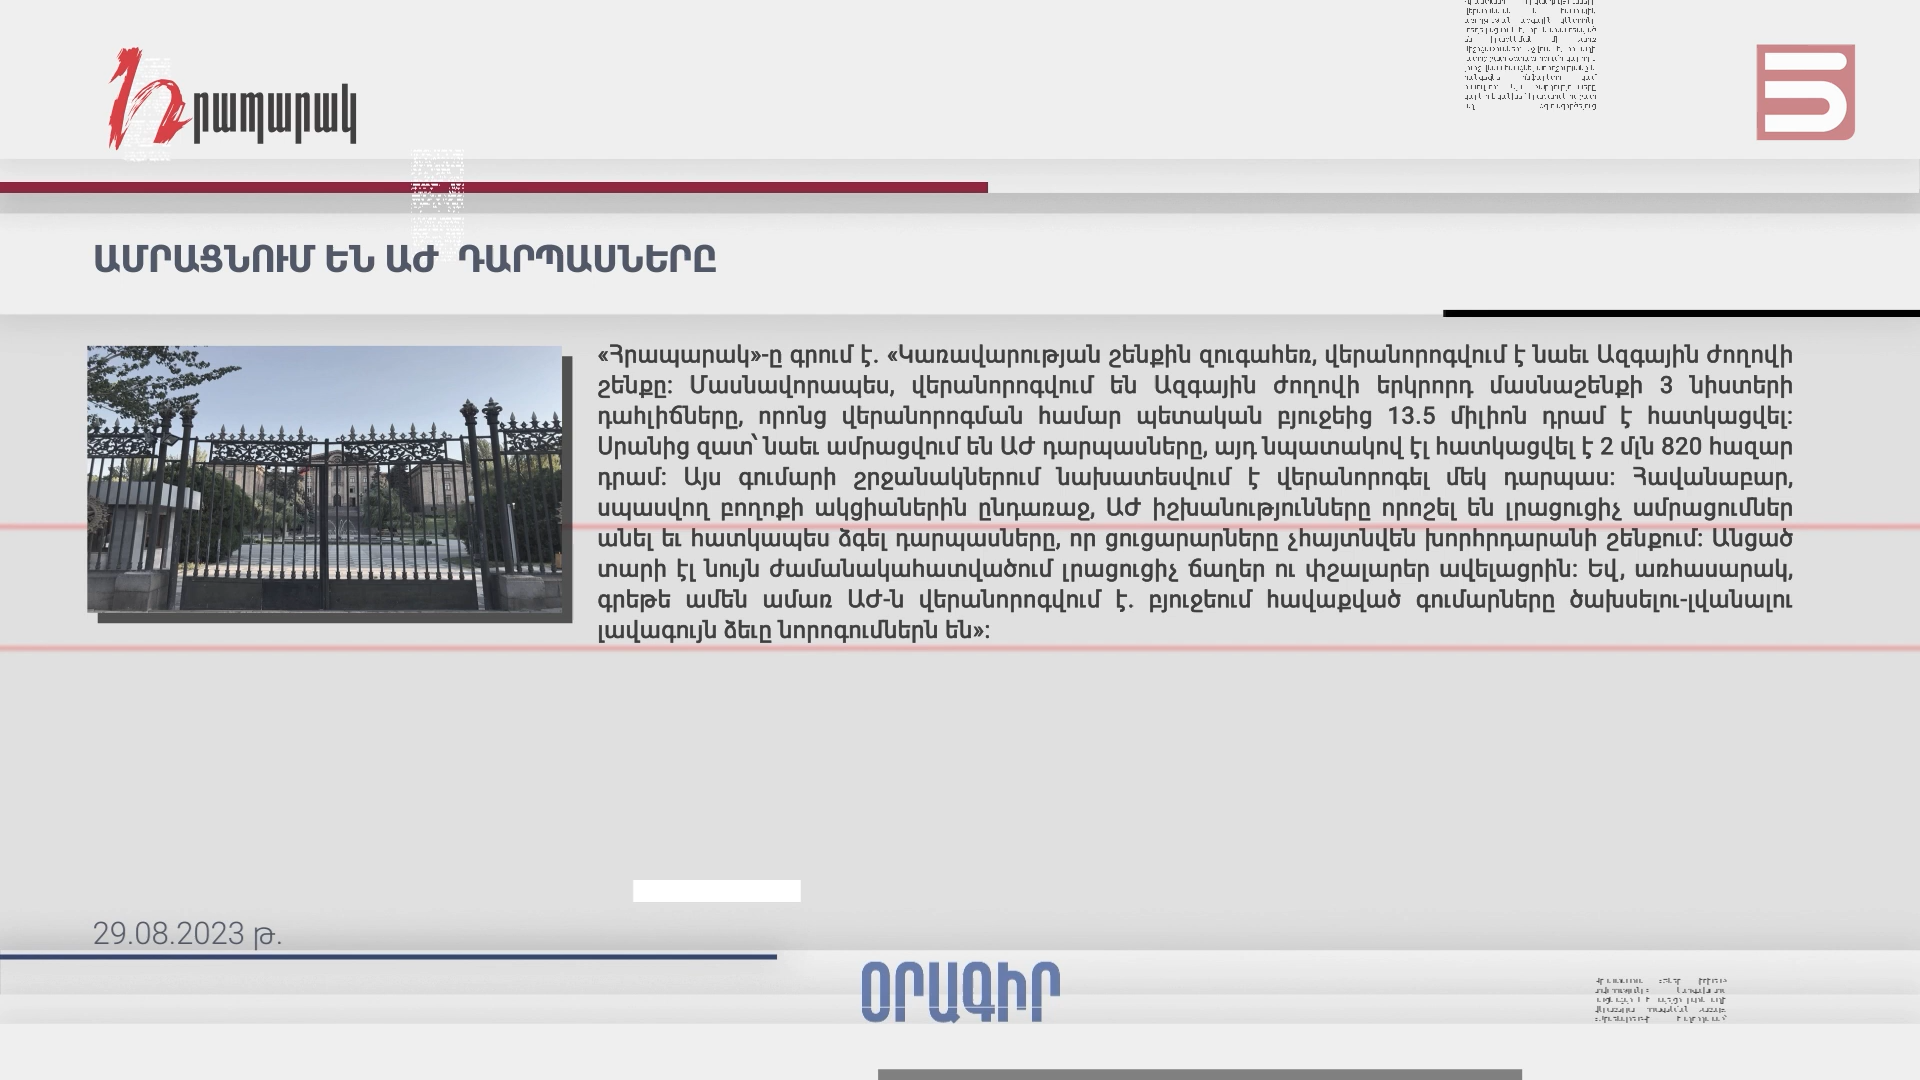 Հրապարակ
5
ԱՄՐԱՑՆՈՒՄ ԵՆ ԱԺ ԴԱՐՊԱՍՆԵՐԸ
«Հրապարակ»-ը գրում է. «Կառավարության շենքին զուգահեռ, վերանորոգվում է նաեւ Ազգային ժողովի
շենքը: Մասնավորապես, վերանորոգվում են Ազգային ժողովի երկրորդ մասնաշենքի 3 նիստերի
դահլիճները, որոնց վերանորոգման համար պետական բյուջեից 13.5 միլիոն դրամ է հատկացվել:
Սրանից զատ՝ նաեւ ամրացվում են ԱԺ դարպասները, այդ նպատակով էլ հատկացվել է 2 մլն 820 հազար
դրամ: Այս գումարի շրջանակներում նախատեսվում է վերանորոգել մեկ դարպաս: Հավանաբար,
սպասվող բողոքի ակցիաներին ընդառաջ, ԱԺ իշխանությունները որոշել են լրացուցիչ ամրացումներ
անել եւ հատկապես ձգել դարպասները, որ ցուցարարները չհայտնվեն խորհրդարանի շենքում: Անցած
տարի էլ նույն ժամանակահատվածում լրացուցիչ ճաղեր ու փշալարեր ավելացրին: Եվ, առհասարակ,
գրեթե ամեն ամառ ԱԺ-ն վերանորոգվում է. բյուջեում հավաքված գումարները ծախսելու-լվանալու
լավագույն ձեւը նորոգումներն են»:
29.08.2023 թ.
ՕՐԱԳԻՐ